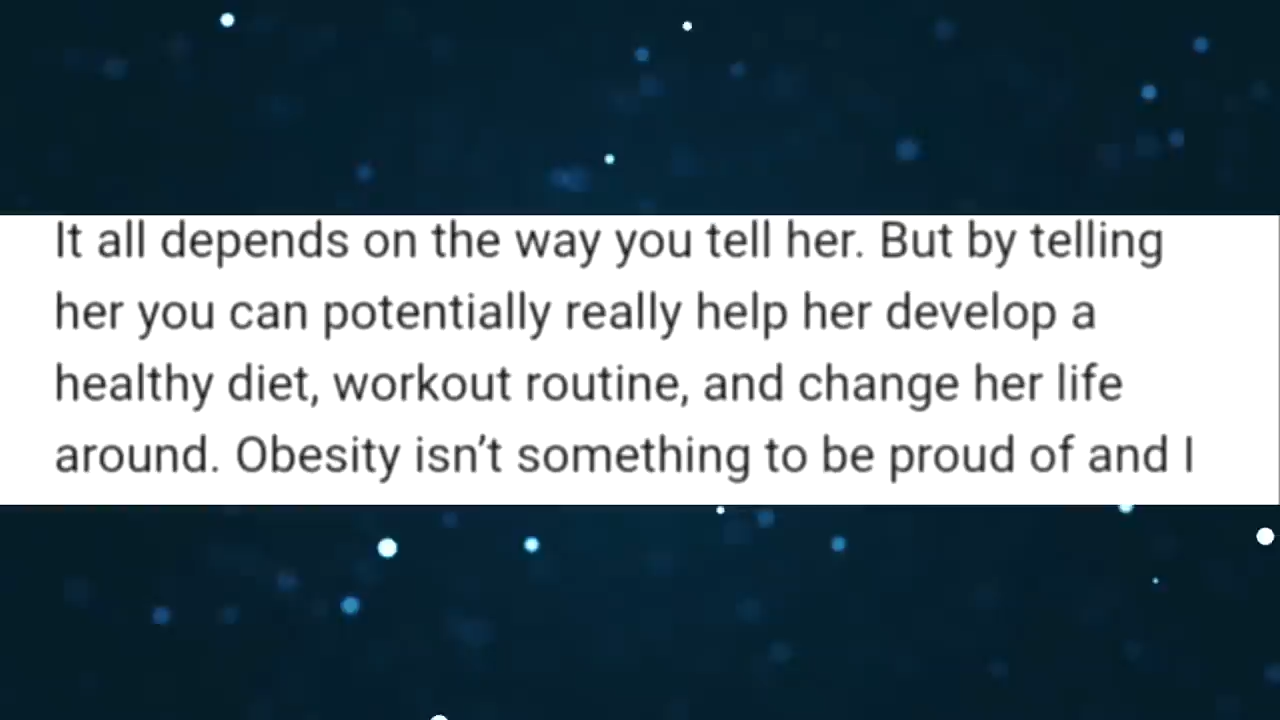 It all depends on the way you tell her. But by telling
her you can potentially really help her develop a
healthy diet, workout routine, and change her life
around. Obesity isn’t something to be proud of and I